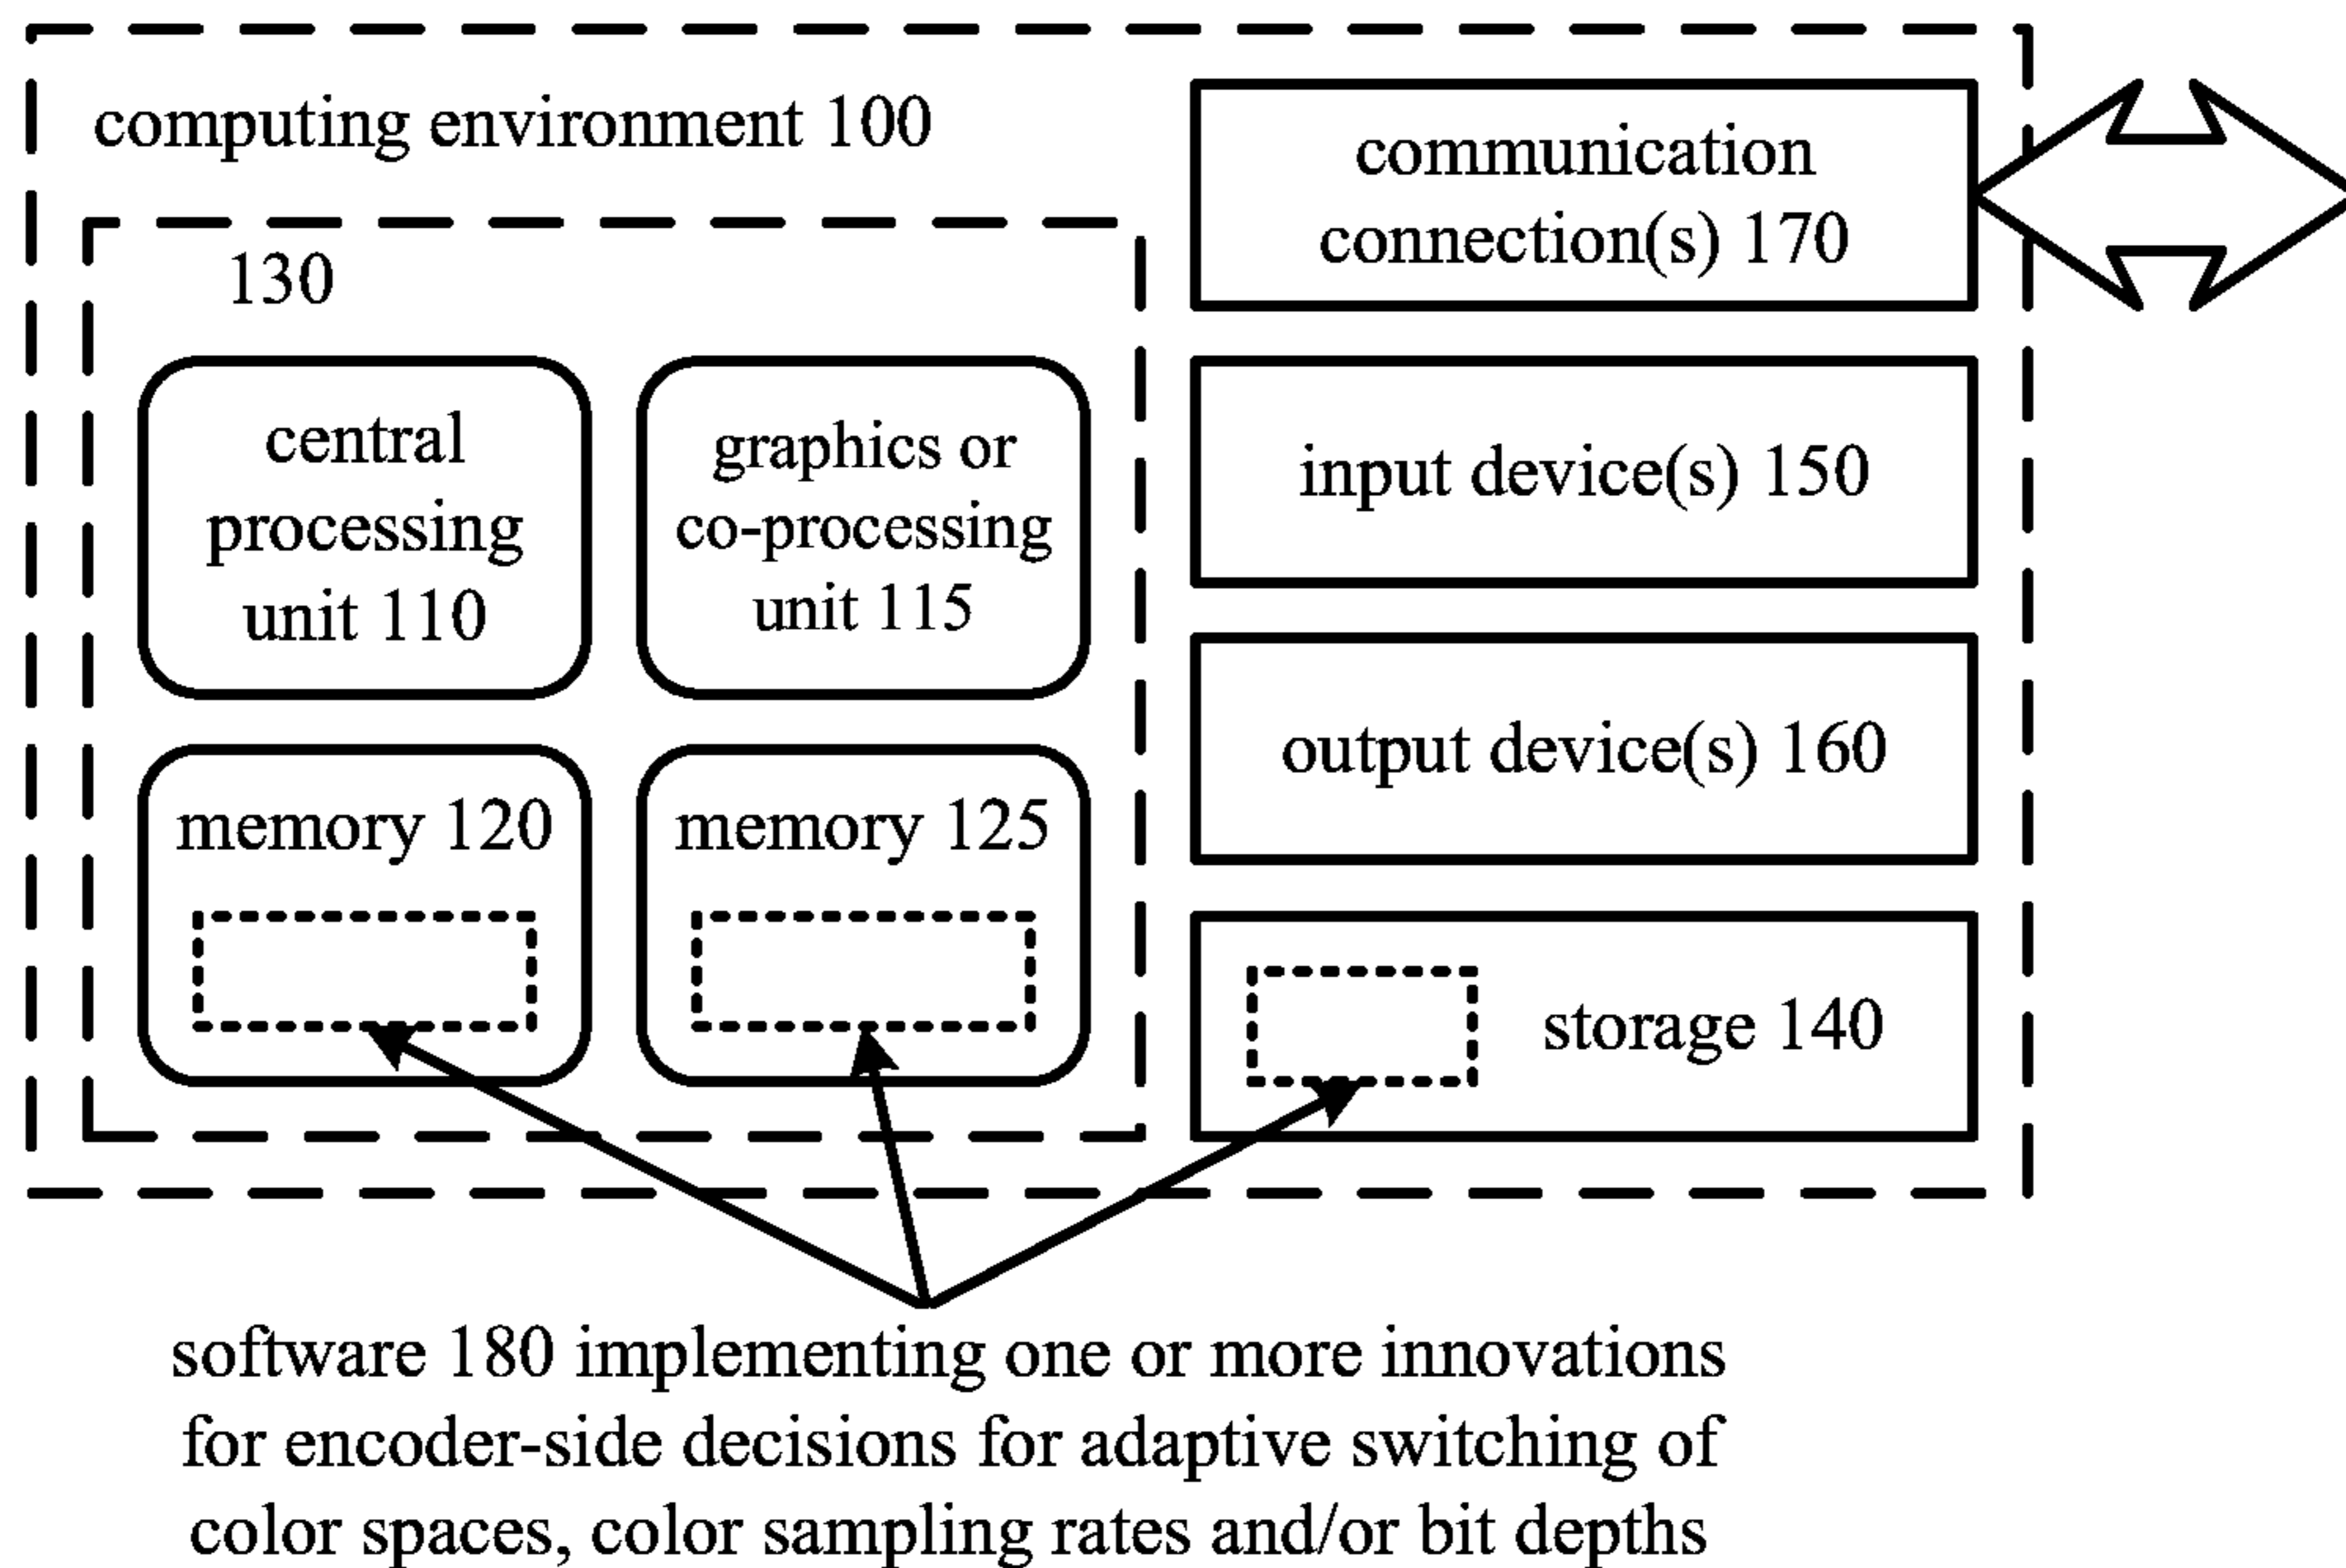 computing environment 100
130
central
processing
unit 110
graphics or
co-processing
unit 115
memory 120
memory 125
communication
connection(s) 170
input device(s) 150
output device(s) 160
storage 140
software 180 implementing one or more innovations
for encoder-side decisions for adaptive switching of
color spaces, color sampling rates and/or bit depths